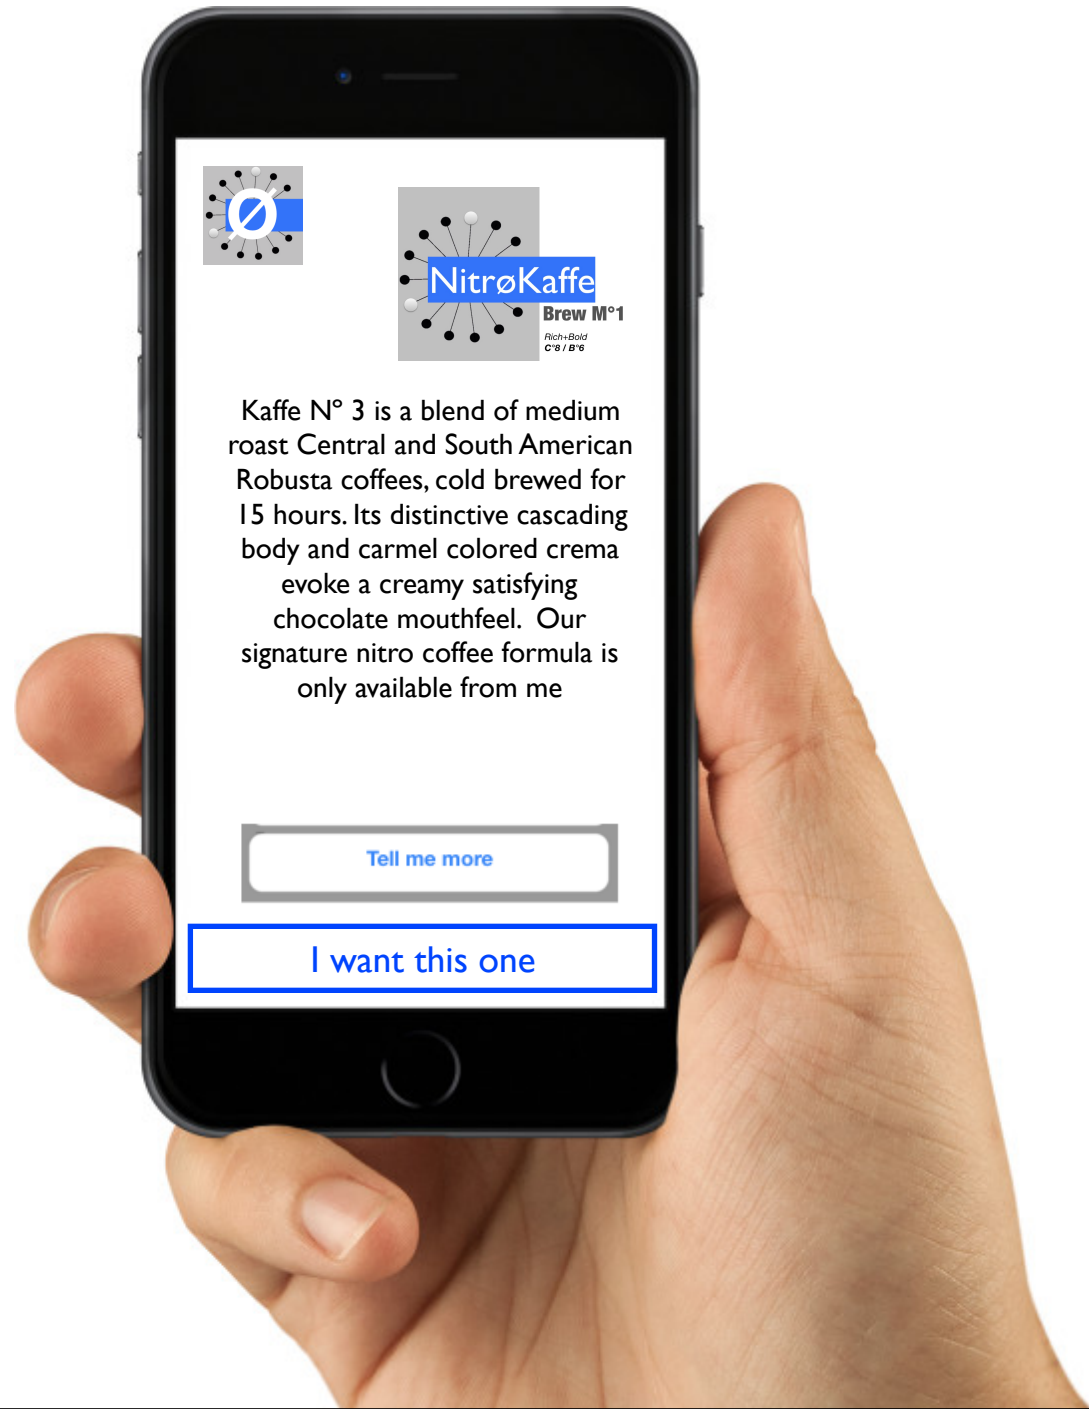 Ø
NitrøKaffe
Brew M°1
Rich+Bold
C°8 / B°6
Kaffe Nº 3 is a blend of medium
roast Central and South American
Robusta coffees, cold brewed for
15 hours. Its distinctive cascading
body and carmel colored crema
evoke a creamy satisfying
chocolate mouthfeel.  Our
signature nitro coffee formula is
only available from me
Tell me more
I want this one